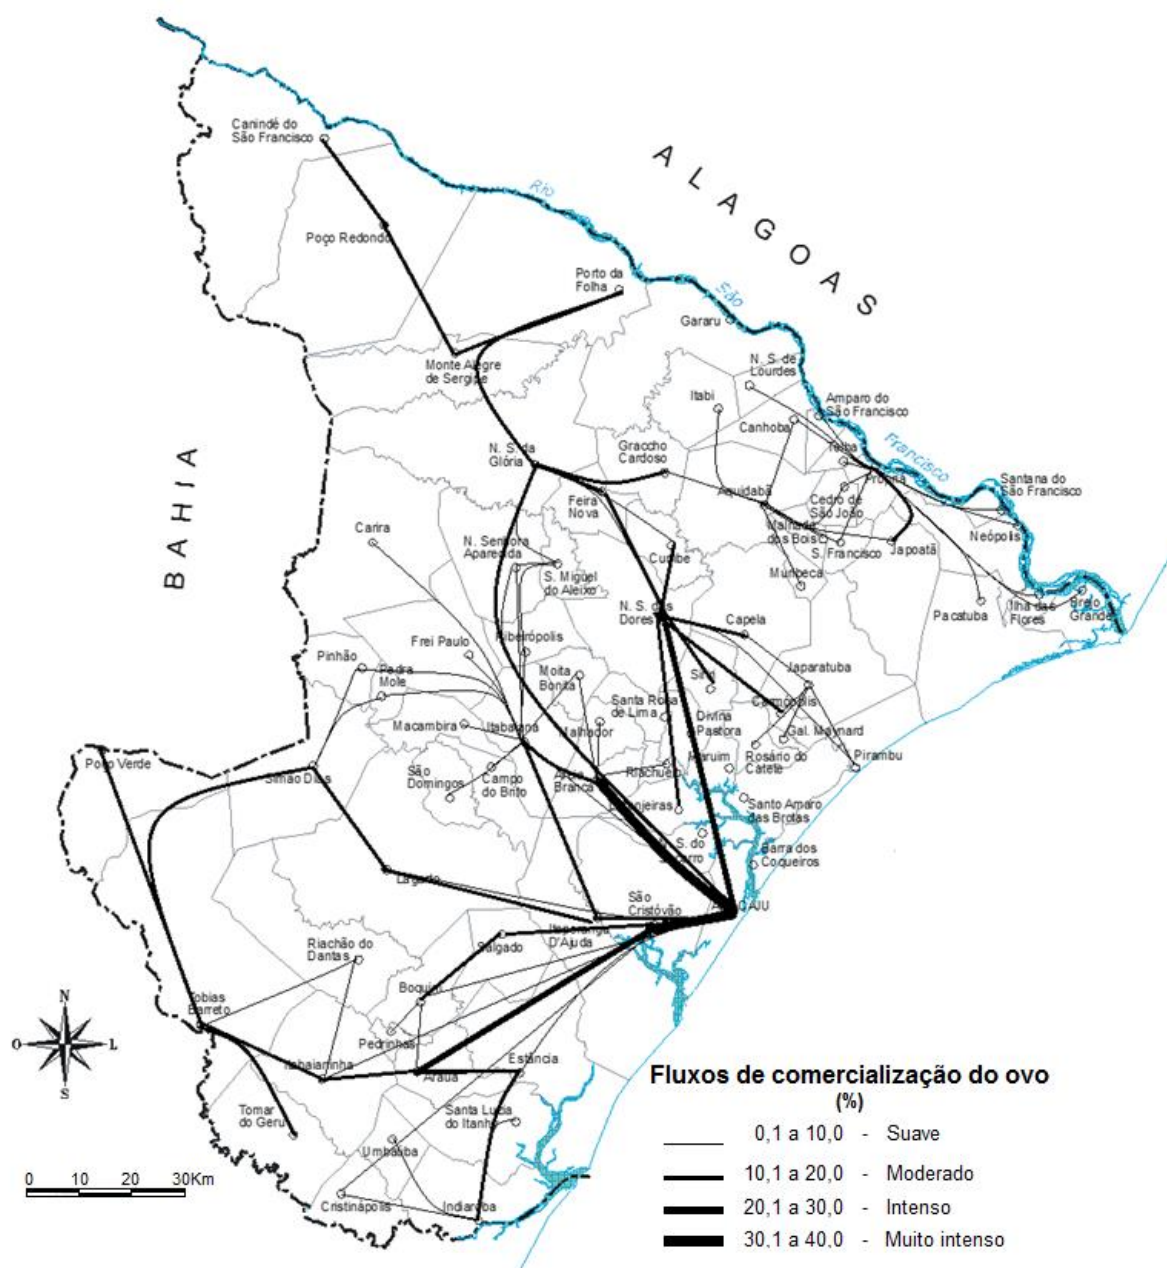 Canindé do
São Francisco
ALAGOAS
Rio
Poço Redondo
Porto da
Folha
São
Gararu
Monte Alegre
de Sergipe
N. S. de
Lourdes
Itabi
Amparo do
São Francisco
Canhoba
BAHIA
N. S. da
Glória
Graccho
Cardoso
Telha
Francisco
Propriá
Santana do
São Francisco
Aquidabã
Cedro de
São João
Feira
Nova
Carira
Malhada
dos Bois
Neópolis
N. Senhora
Aparecida
Cumbe
S. Francisco
Japoatã
S. Miguel
do Aleixo
Muribeca
N. S. das
Dores
Capela
Pacatuba
Ilha das
Flores
Brejo
Grande
Frei Paulo
Ribeirópolis
Pinhão
Pedra
Mole
Moita
Bonita
Siriri
Japaratuba
Santa Rosa
de Lima
Carmópolis
Macambira
Itabaiana
Malhador
Divina
Pastora
Gal. Maynard
Poço Verde
Simão Dias
São
Domingos
Campo
do Brito
Areia
Branca
Riachuelo
Maruim
Rosário do
Catete
Pirambu
Laranjeiras
Santo Amaro
das Brotas
N. S. do
Socorro
Barra dos
Coqueiros
Lagarto
São
Cristóvão
ARACAJU
Itaporanga
D'Ajuda
Riachão do
Dantas
Salgado
Boquim
Tobias
Barreto
N
O
L
S
Pedrinhas
Itabaianinha
Arauá
Estância
Fluxos de comercialização do ovo
(%)
Tomar
do Geru
Santa Luzia
do Itanhi
0,1 a 10,0 - Suave
Umbaúba
10,1 a 20,0 - Moderado
0 10 20 30Km
Cristinápolis
Indiaroba
20,1 a 30,0 - Intenso
30,1 a 40,0 - Muito intenso